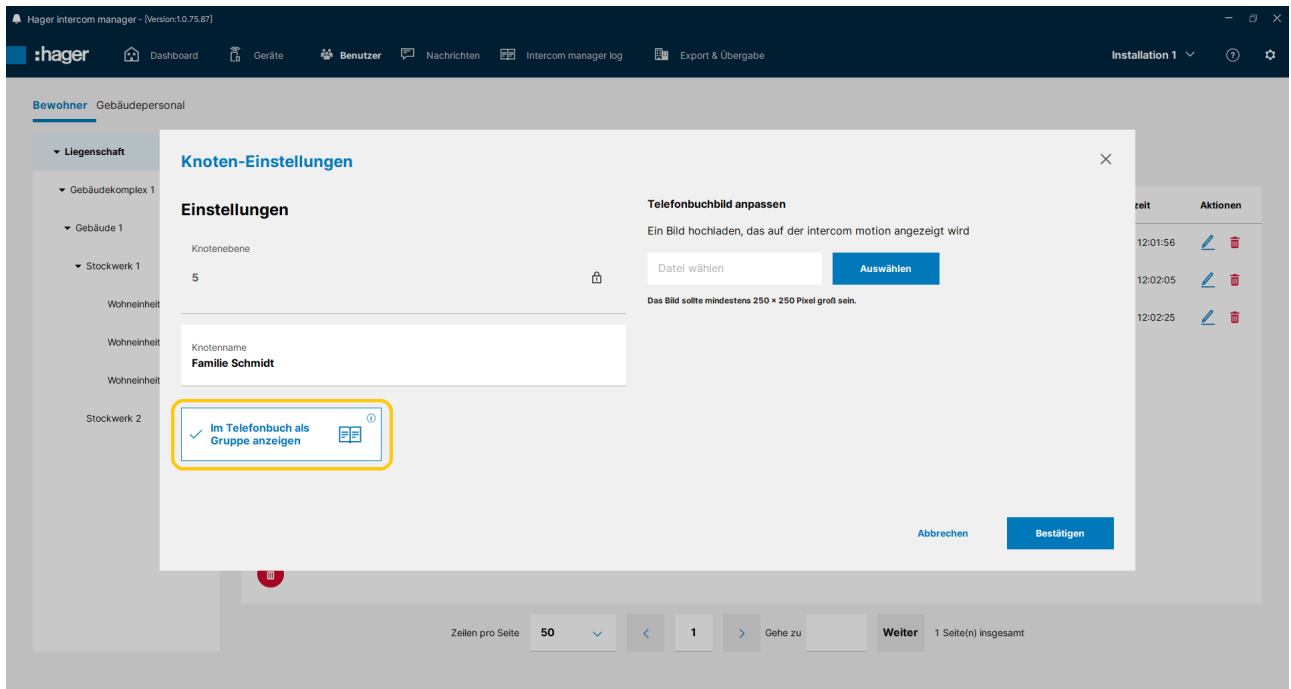 Hager intercom manager - [Version:1.0.75.87]
:hager Dashboard Geräte Benutzer Nachrichten Intercom manager log Export & Übergabe Installation 1
Bewohner Gebäudepersonal
Liegenschaft
Gebäudekomplex 1
Gebäude 1
Stockwerk 1
Wohneinheit
Wohneinheit
Wohneinheit
Stockwerk 2
Knoten-Einstellungen
Einstellungen
Knotenebene
5
Knotenname
Familie Schmidt
Im Telefonbuch als
Gruppe anzeigen
Telefonbuchbild anpassen
Ein Bild hochladen, das auf der intercom motion angezeigt wird
Datei wählen Auswählen
Das Bild sollte mindestens 250 × 250 Pixel groß sein.
Abbrechen Bestätigen
zeit Aktionen
12:01:56
12:02:05
12:02:25
Zeilen pro Seite 50 1 Gehe zu Weiter 1 Seite(n) insgesamt